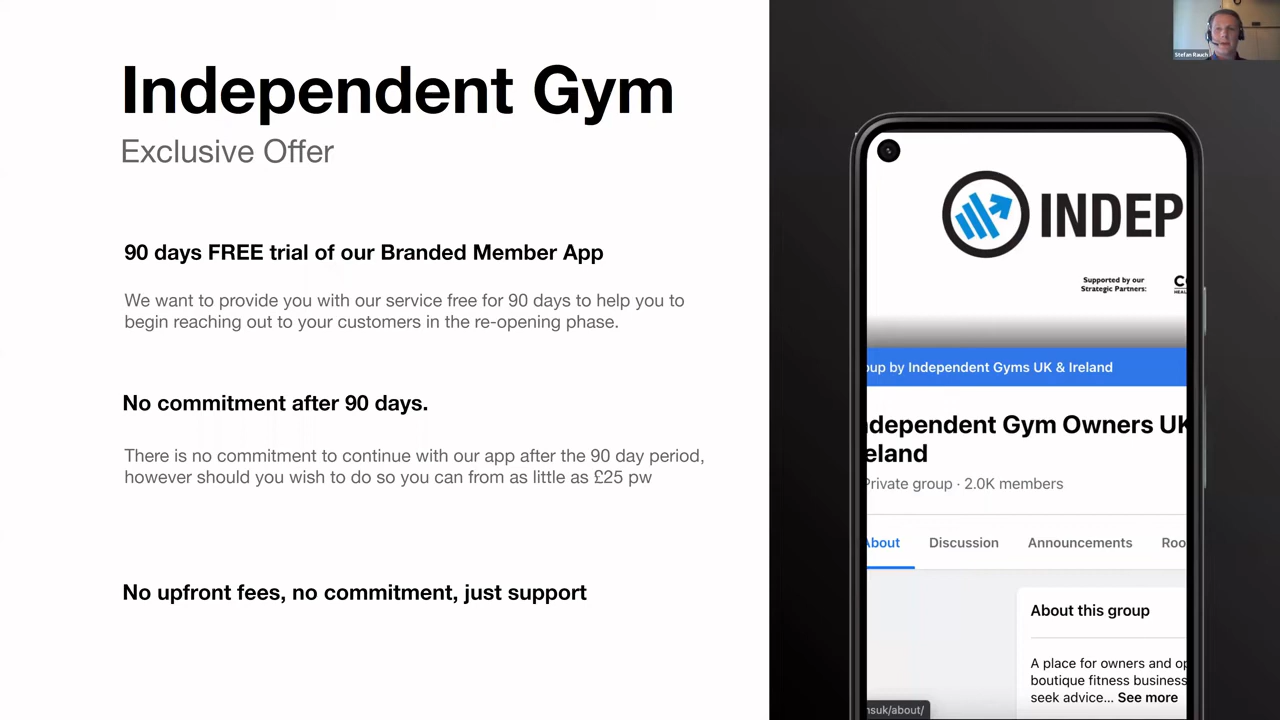 Independent Gym
Exclusive Offer
90 days FREE trial of our Branded Member App
We want to provide you with our service free for 90 days to help you to
begin reaching out to your customers in the re-opening phase.
No commitment after 90 days.
There is no commitment to continue with our app after the 90 day period,
however should you wish to do so you can from as little as £25 pw
No upfront fees, no commitment, just support
Stefan Rauch
INDEP
Supported by our
Strategic Partners:
oup by Independent Gyms UK & Ireland
dependent Gym Owners UK
eland
Private group · 2.0K members
About Discussion Announcements Roo
About this group
A place for owners and op
boutique fitness business
seek advice... See more
nsuk/about/